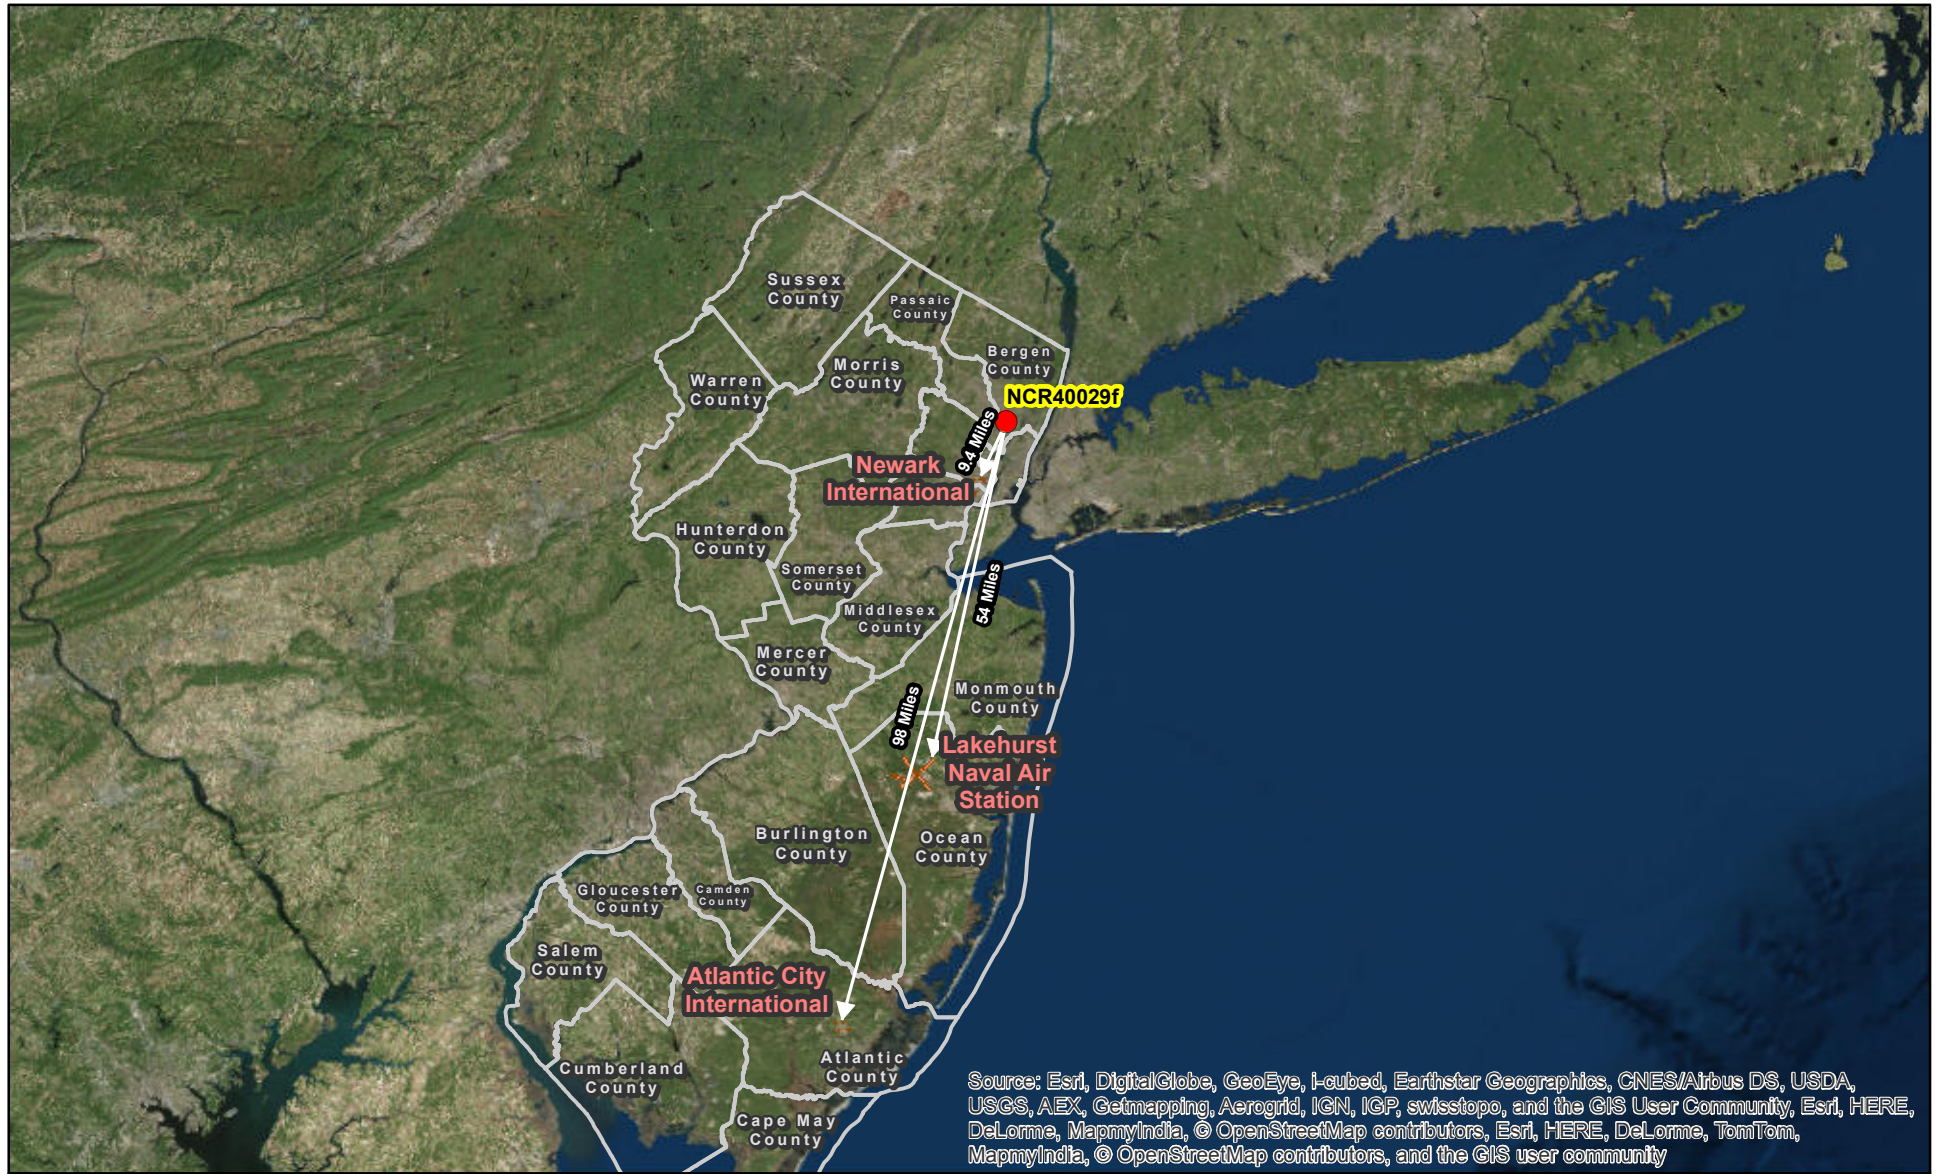 Sussex
County
Passaic
County
Bergen
County
Morris
County
Warren
County
NCR40029f
9.4 Miles
Newark
International
Hunterdon
County
Somerset
County
54 Miles
Middlesex
County
Mercer
County
Monmouth
County
98 Miles
Lakehurst
Naval Air
Station
Burlington
County
Ocean
County
Gloucester
County
Camden
County
Salem
County
Atlantic City
International
Cumberland
County
Atlantic
County
Cape May
County
Source: Esri, DigitalGlobe, GeoEye, i-cubed, Earthstar Geographics, CNES/Airbus DS, USDA,
USGS, AEX, Getmapping, Aerogrid, IGN, IGP, swisstopo, and the GIS User Community, Esri, HERE,
DeLorme, MapmyIndia, © OpenStreetMap contributors, Esri, HERE, DeLorme, TomTom,
MapmyIndia, © OpenStreetMap contributors, and the GIS user community